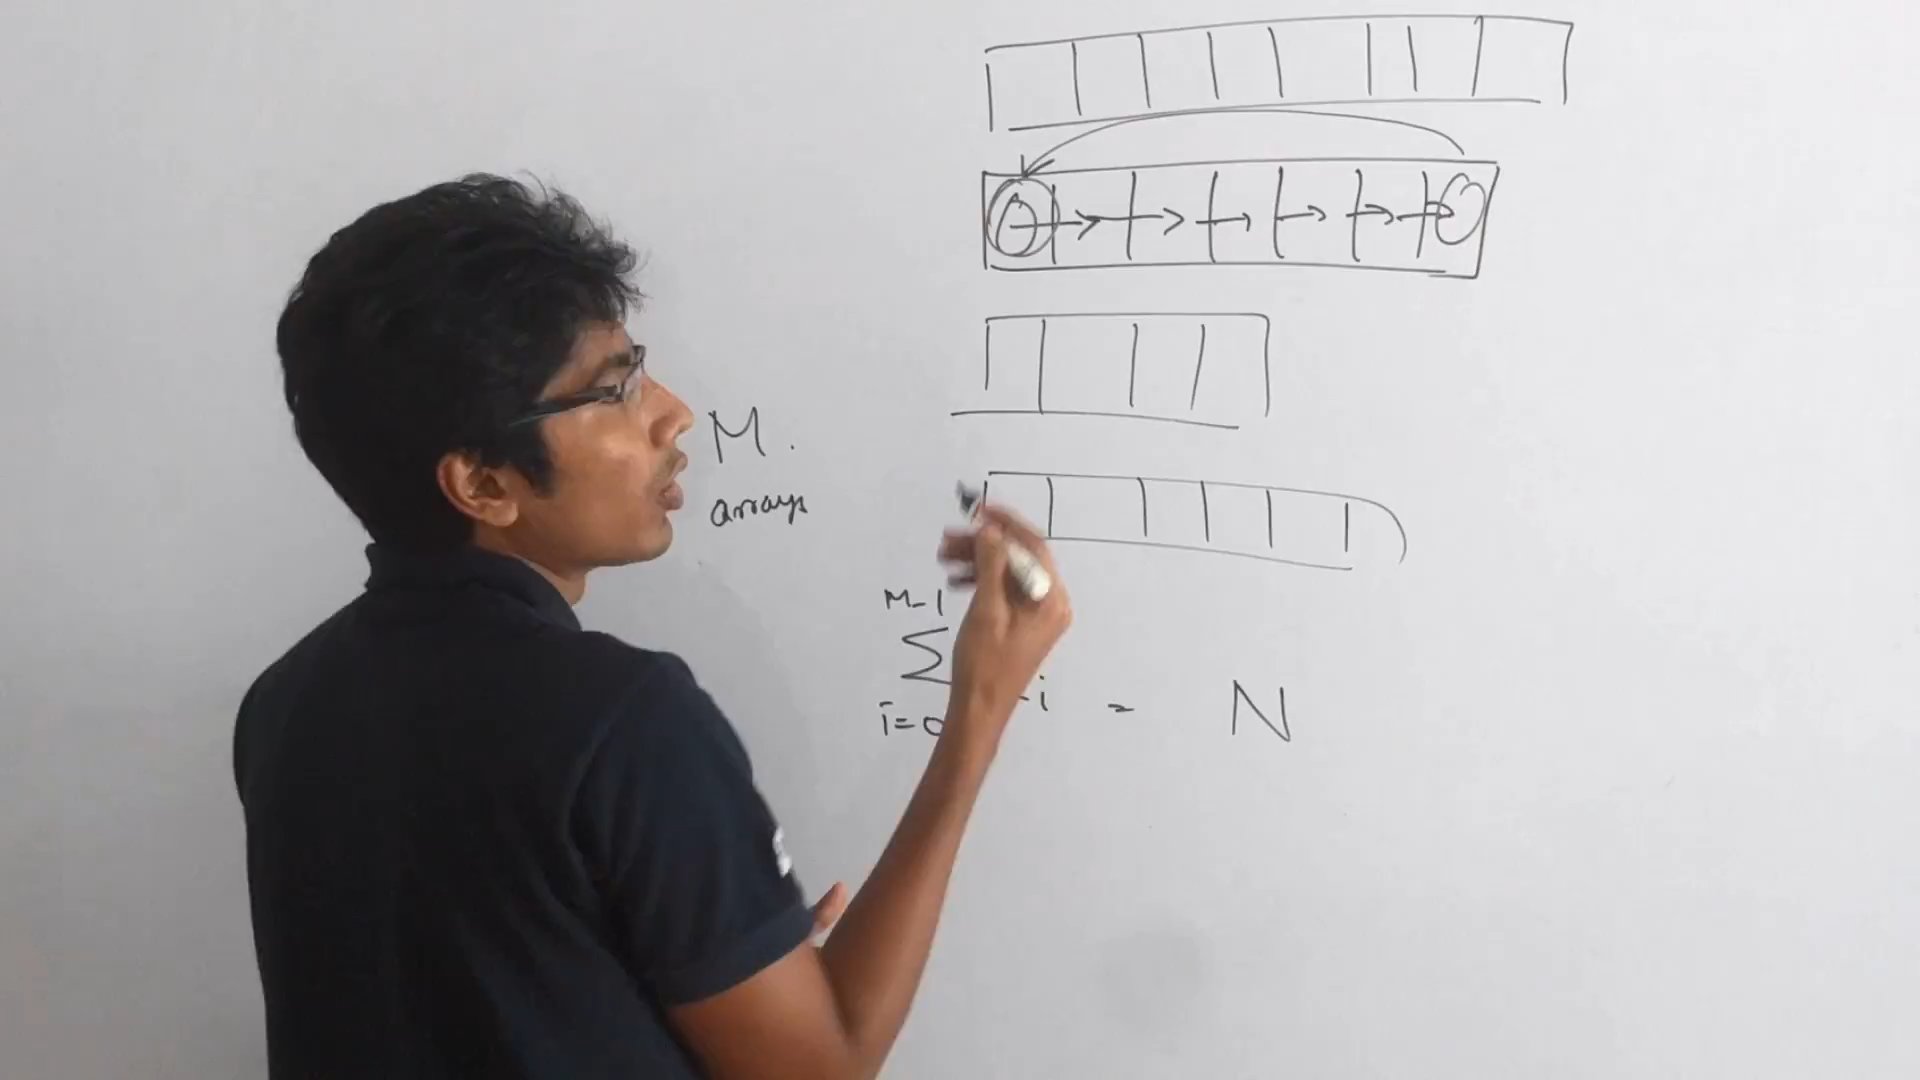 M.
arrays
M-1
Σ i = N
i=0